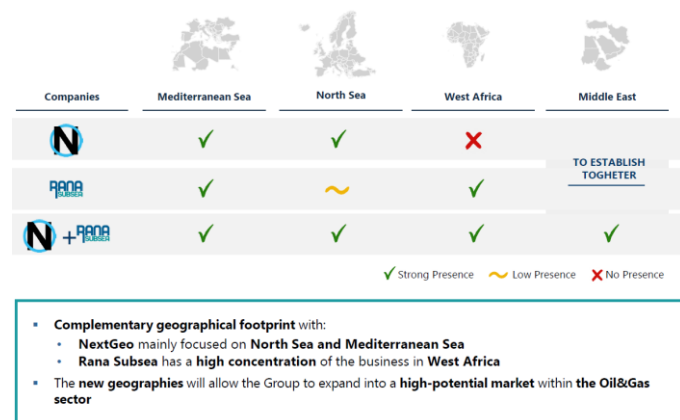 Companies Mediterranean Sea North Sea West Africa Middle East
N
TO ESTABLISH
TOGHETER
RANA
SUBSEA
N + RANA
SUBSEA
Strong Presence Low Presence No Presence
▪ Complementary geographical footprint with:
• NextGeo mainly focused on North Sea and Mediterranean Sea
• Rana Subsea has a high concentration of the business in West Africa
▪ The new geographies will allow the Group to expand into a high-potential market within the Oil&Gas
sector